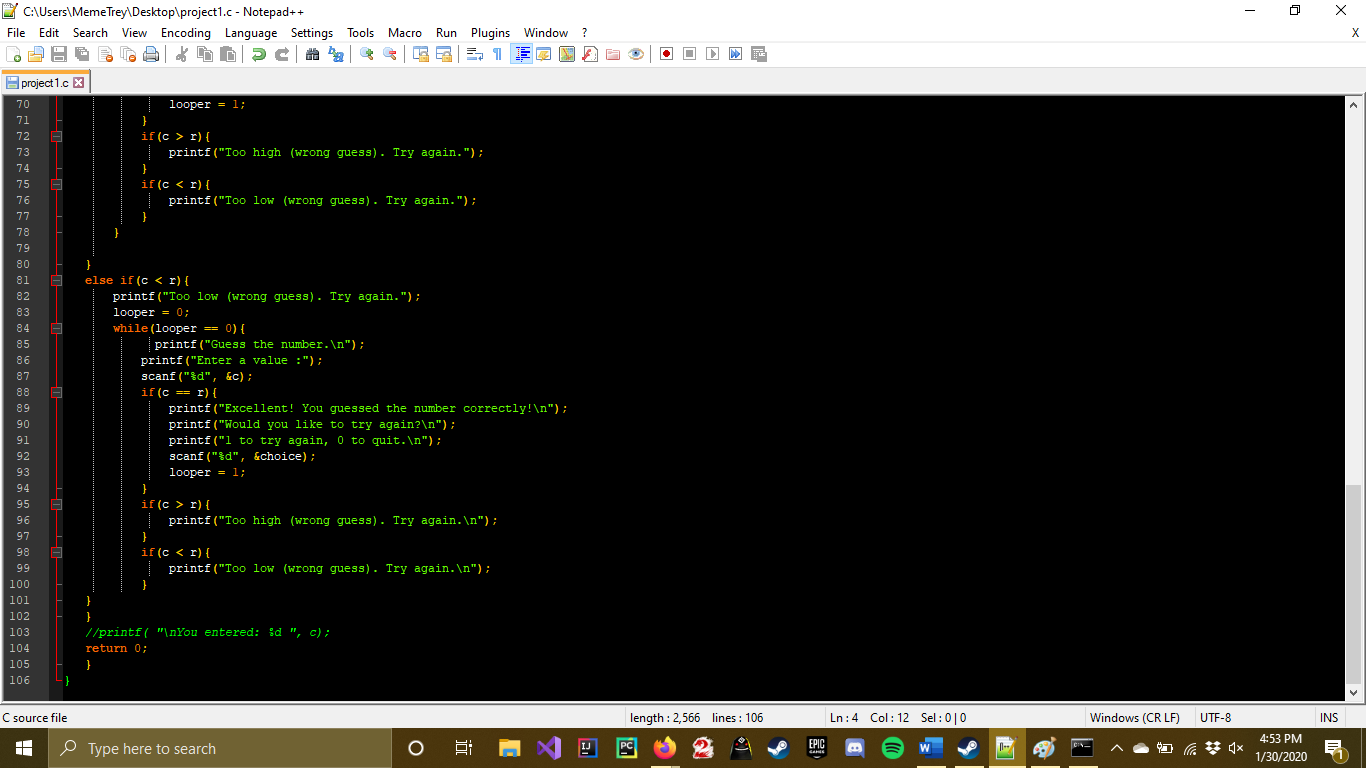 C:\Users\MemeTrey\Desktop\project1.c - Notepad++
File Edit Search View Encoding Language Settings Tools Macro Run Plugins Window ? X
project1.c
70 looper = 1;
71 }
72 if(c > r){
73 printf("Too high (wrong guess). Try again.");
74 }
75 if(c < r){
76 printf("Too low (wrong guess). Try again.");
77 }
78 }
79
80 }
81 else if(c < r){
82 printf("Too low (wrong guess). Try again.");
83 looper = 0;
84 while(looper == 0){
85 printf("Guess the number.\n");
86 printf("Enter a value :");
87 scanf("%d", &c);
88 if(c == r){
89 printf("Excellent! You guessed the number correctly!\n");
90 printf("Would you like to try again?\n");
91 printf("1 to try again, 0 to quit.\n");
92 scanf("%d", &choice);
93 looper = 1;
94 }
95 if(c > r){
96 printf("Too high (wrong guess). Try again.\n");
97 }
98 if(c < r){
99 printf("Too low (wrong guess). Try again.\n");
100 }
101 }
102 }
103 //printf( "\nYou entered: %d ", c);
104 return 0;
105 }
106 }
C source file length : 2,566 lines : 106 Ln : 4 Col : 12 Sel : 0 | 0 Windows (CR LF) UTF-8 INS
Type here to search
4:53 PM
1/30/2020